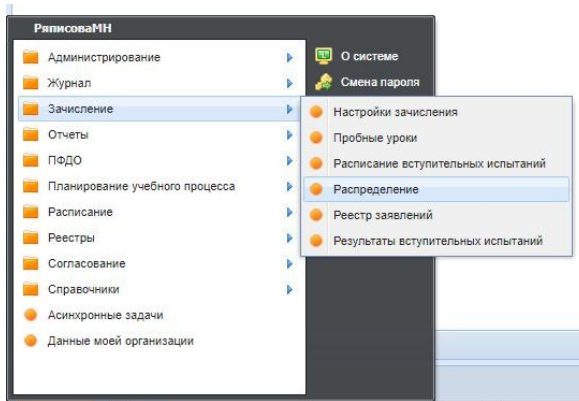 РяписоваМН
Администрирование
Журнал
Зачисление
Отчеты
ПФДО
Планирование учебного процесса
Расписание
Реестры
Согласование
Справочники
Асинхронные задачи
Данные моей организации
О системе
Смена пароля
Настройки зачисления
Пробные уроки
Расписание вступительных испытаний
Распределение
Реестр заявлений
Результаты вступительных испытаний